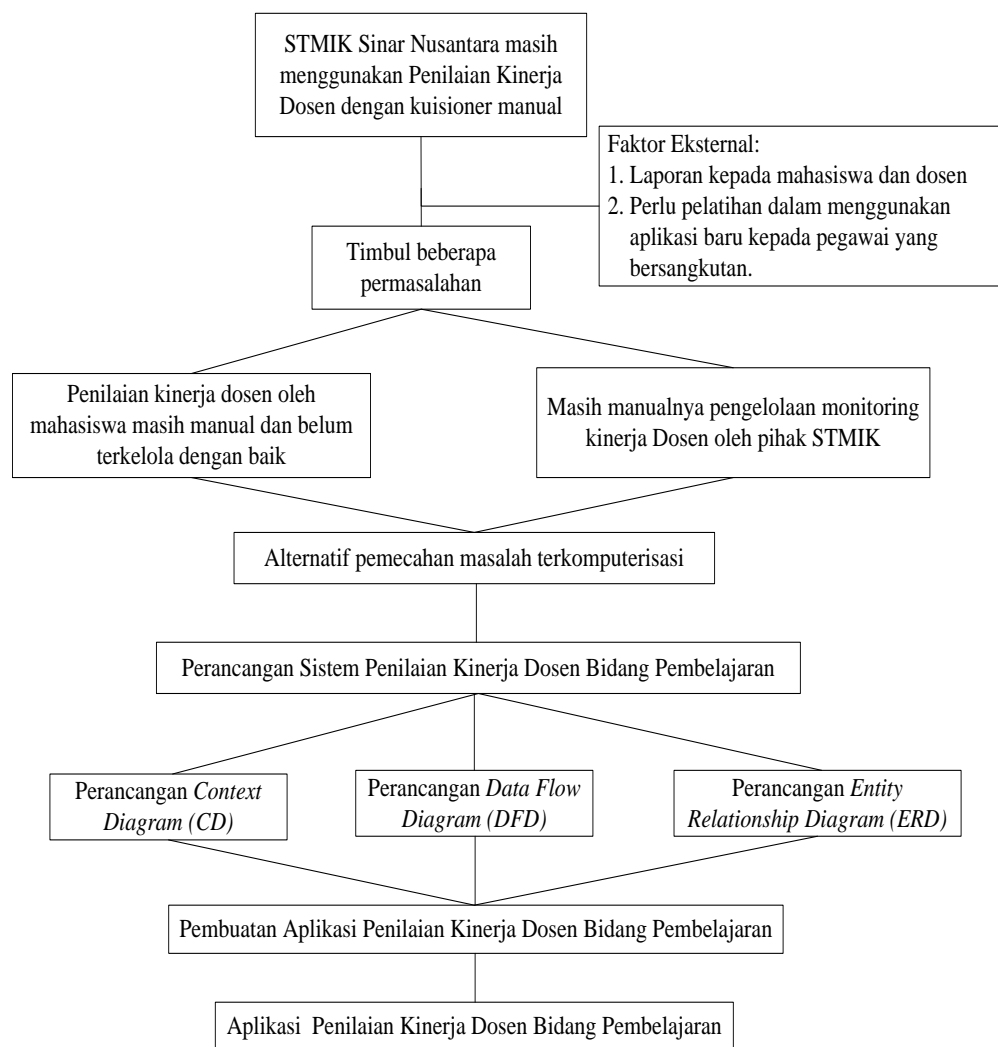 STMIK Sinar Nusantara masih
menggunakan Penilaian Kinerja
Dosen dengan kuisioner manual
Faktor Eksternal:
1. Laporan kepada mahasiswa dan dosen
2. Perlu pelatihan dalam menggunakan
aplikasi baru kepada pegawai yang
bersangkutan.
Timbul beberapa
permasalahan
Penilaian kinerja dosen oleh
mahasiswa masih manual dan belum
terkelola dengan baik
Masih manualnya pengelolaan monitoring
kinerja Dosen oleh pihak STMIK
Alternatif pemecahan masalah terkomputerisasi
Perancangan Sistem Penilaian Kinerja Dosen Bidang Pembelajaran
Perancangan Context
Diagram (CD)
Perancangan Data Flow
Diagram (DFD)
Perancangan Entity
Relationship Diagram (ERD)
Pembuatan Aplikasi Penilaian Kinerja Dosen Bidang Pembelajaran
Aplikasi Penilaian Kinerja Dosen Bidang Pembelajaran